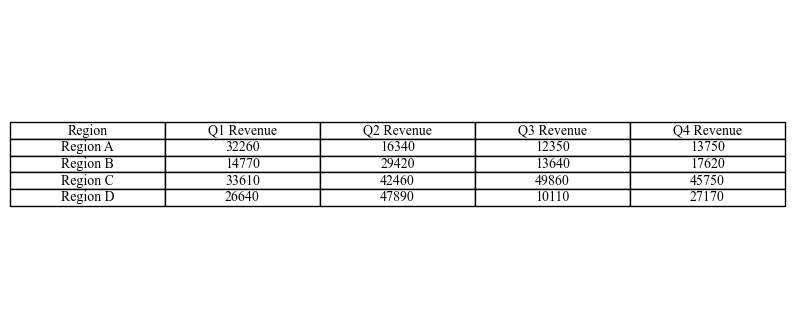 Region Q1 Revenue Q2 Revenue Q3 Revenue Q4 Revenue
Region A 32260 16340 12350 13750
Region B 14770 29420 13640 17620
Region C 33610 42460 49860 45750
Region D 26640 47890 10110 27170